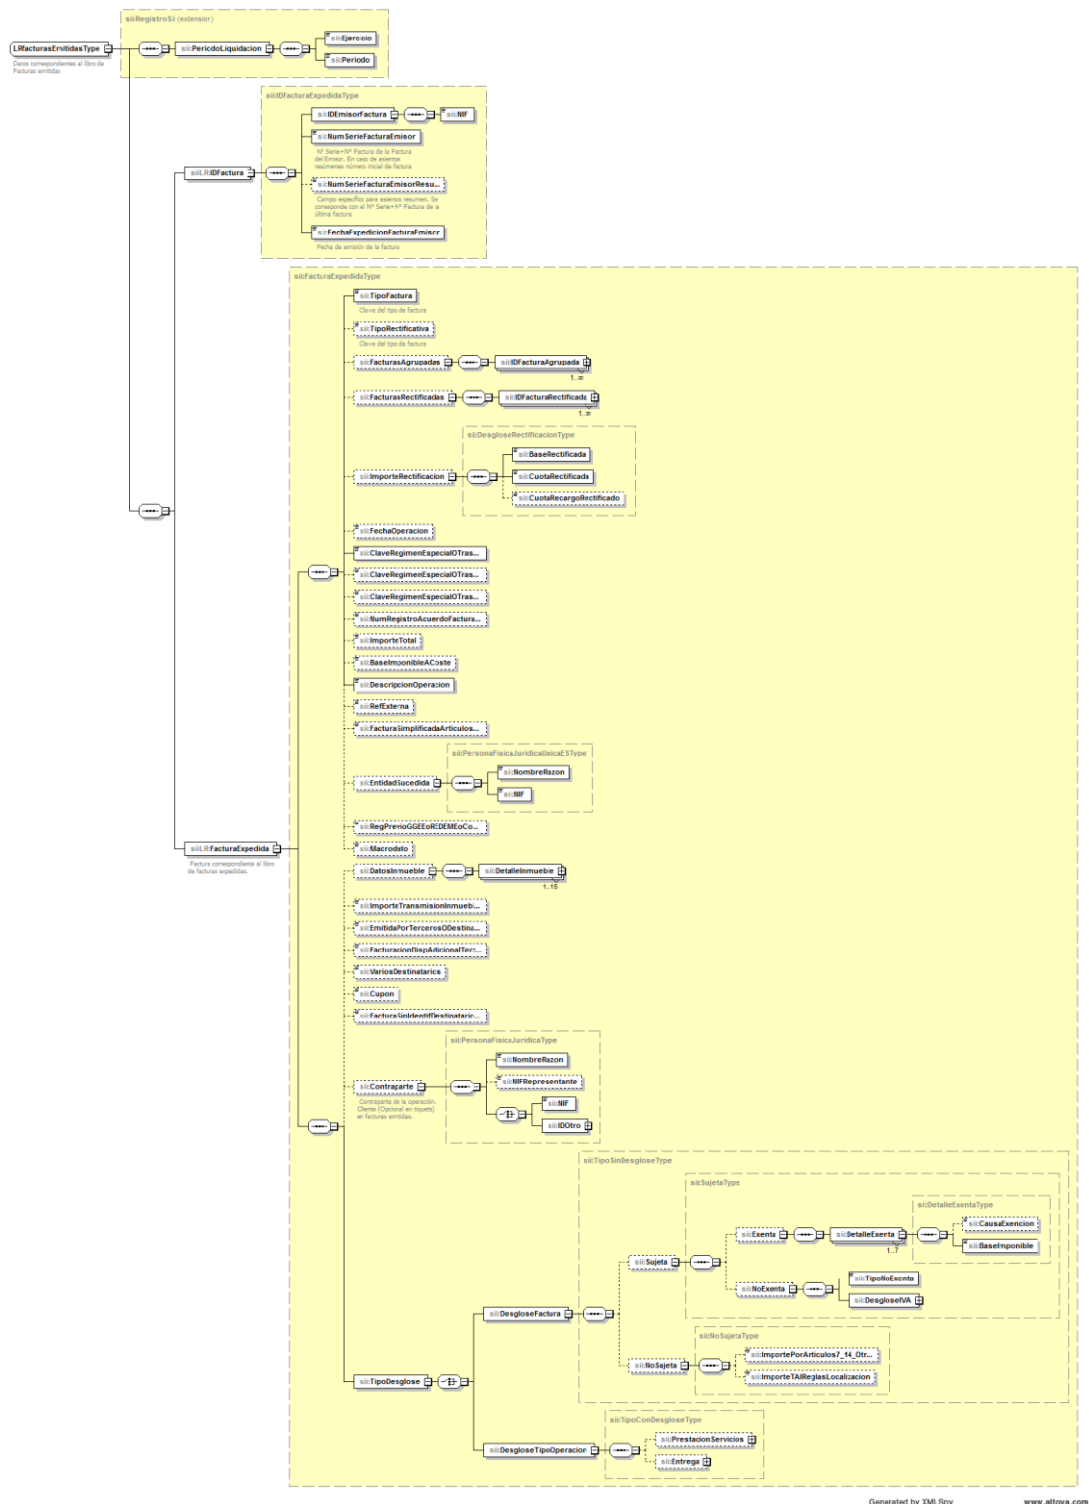 sii:RegistroSii (extension)
LRfacturasEmitidasType
sii:PeriodoLiquidacion
sii:Ejercicio
sii:Periodo
Datos correspondientes al libro de
Facturas emitidas
sii:IDFacturaExpedidaType
sii:IDEmisorFactura
sii:NIF
sii:NumSerieFacturaEmisor
Nº Serie+Nº Factura de la Factura
del Emisor. En caso de asientos
resúmenes número inicial de factura
siiLR:IDFactura
sii:NumSerieFacturaEmisorResu...
Campo específico para asientos resumen. Se
corresponde con el Nº Serie+Nº Factura de la
última factura
sii:FechaExpedicionFacturaEmisor
Fecha de emisión de la factura
sii:FacturaExpedidaType
sii:TipoFactura
Clave del tipo de factura
sii:TipoRectificativa
Clave del tipo de factura
sii:FacturasAgrupadas
sii:IDFacturaAgrupada
1..∞
sii:FacturasRectificadas
sii:IDFacturaRectificada
1..∞
sii:DesgloseRectificacionType
sii:BaseRectificada
sii:ImporteRectificacion
sii:CuotaRectificada
sii:CuotaRecargoRectificado
sii:FechaOperacion
sii:ClaveRegimenEspecialOTras...
sii:ClaveRegimenEspecialOTras...
sii:ClaveRegimenEspecialOTras...
sii:NumRegistroAcuerdoFactura...
sii:ImporteTotal
sii:BaseImponibleACoste
sii:DescripcionOperacion
sii:RefExterna
sii:FacturaSimplificadaArticulos...
sii:PersonaFisicaJuridicaUnicaESType
sii:NombreRazon
sii:EntidadSucedida
sii:NIF
sii:RegPrevioGGEEoREDEMEoCo...
siiLR:FacturaExpedida
Factura correspondiente al libro
de facturas expedidas.
sii:Macrodato
sii:DatosInmueble
sii:DetalleInmueble
1..15
sii:ImporteTransmisionInmuebl...
sii:EmitidaPorTercerosODestina...
sii:FacturacionDispAdicionalTerc...
sii:VariosDestinatarios
sii:Cupon
sii:FacturaSinIdentifDestinatario...
sii:PersonaFisicaJuridicaType
sii:NombreRazon
sii:NIFRepresentante
sii:Contraparte
Contraparte de la operación.
Cliente (Opcional en tiquets)
en facturas emitidas.
sii:NIF
sii:IDOtro
sii:TipoSinDesgloseType
sii:SujetaType
sii:DetalleExentaType
sii:CausaExencion
sii:Exenta
sii:DetalleExenta
1..7
sii:BaseImponible
sii:Sujeta
sii:TipoNoExenta
sii:NoExenta
sii:DesgloseIVA
sii:DesgloseFactura
sii:NoSujetaType
sii:ImportePorArticulos7_14_Otr...
sii:NoSujeta
sii:ImporteTAIReglasLocalizacion
sii:TipoDesglose
sii:TipoConDesgloseType
sii:PrestacionServicios
sii:DesgloseTipoOperacion
sii:Entrega
Generated by XMLSpy
www.altova.com